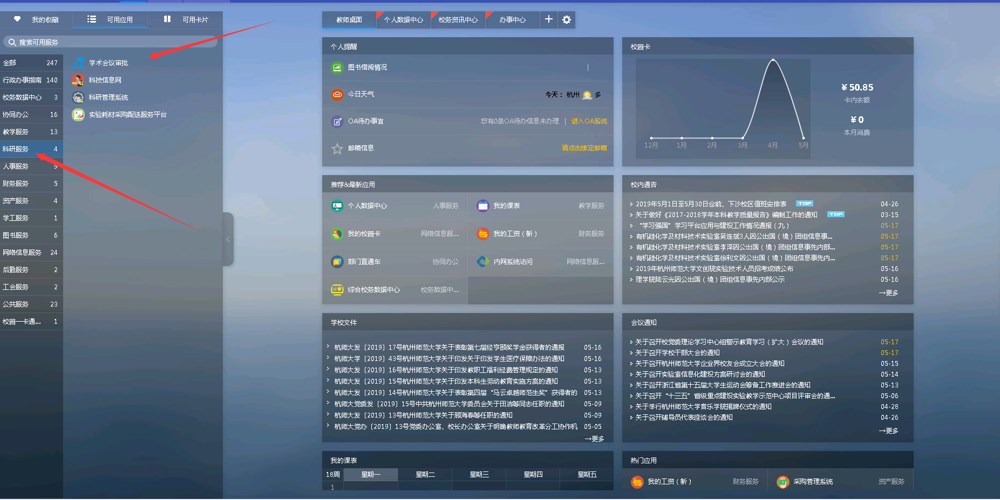 我的收藏 可用应用 可用卡片
搜索可用服务
全部 247
行政办事指南 140
校务数据中心 3
协同办公 16
教学服务 13
科研服务 4
人事服务 9
财务服务 5
资产服务 4
学工服务 1
图书服务 6
网络信息服务 24
后勤服务 2
工会服务 2
公共服务 23
校园一卡通... 1
学术会议审批
科技信息网
科研管理系统
实验耗材采购配送服务平台
教师桌面 个人数据中心 校务资讯中心 办事中心
个人提醒
图书借阅情况 |
今日天气 今天： 杭州 多
OA待办事宜 您有0条OA待办信息未办理 | 进入OA系统
邮箱信息 请点击绑定邮箱
校园卡
12月 1月 2月 3月 4月 5月
¥50.85
卡内余额
¥0
本月消费
推荐&最新应用
个人数据中心 人事服务 我的课表 教学服务
我的校园卡 网络信息服... 我的工资（新） 财务服务
部门直通车 协同办公 内网系统访问 网络信息服...
综合校务数据中心 校务数据中...
校内通告
2019年5月1日至5月30日仓前、下沙校区值班安排表 TOP 04-26
关于做好《2017-2018学年本科教学质量报告》编制工作的通知 TOP 03-15
“学习强国”学习平台应用与建设工作情况通报（九） 05-17
有机硅化学及材料技术实验室吴连斌3人因公出国（境）团组信息事... 05-17
有机硅化学及材料技术实验室李泽因公出国（境）团组信息事先内部... 05-17
有机硅化学及材料技术实验室徐利文因公出国（境）团组信息事先内... 05-17
2019年杭州师范大学文创院实验技术人员招考成绩公布 05-16
理学院陆云光因公出国（境）团组信息事先内部公示 05-16
→更多
学校文件
杭师大发〔2019〕17号杭州师范大学关于表彰第七届经亨颐奖学金获得者的通报 05-16
杭师大学〔2019〕43号杭州师范大学关于印发关于印发学生医疗保障办法的通知 05-16
杭师大发〔2019〕16号杭州师范大学关于印发教职工福利经费管理规定的通知 05-13
杭师大发〔2019〕15号杭州师范大学关于印发本科生劳动教育实施方案的通知 05-13
杭师大发〔2019〕14号杭州师范大学关于表彰第四届“马云卓越师范生奖”获得者的 05-13
杭师大党委发〔2019〕15号中共杭州师范大学委员会关于田洁等同志任职的通知 05-09
杭师大发〔2019〕13号杭州师范大学关于顾海春等任职的通知 05-09
杭师大党办〔2019〕13号党委办公室、校长办公室关于明确教师教育改革分工协作机 05-05
→更多
会议通知
关于召开校党委理论学习中心组警示教育学习（扩大）会议的通知 05-17
关于召开学校干部大会的通知 05-17
关于召开杭州师范大学企业界校友会成立大会的通知 05-15
关于召开实验室信息化建设方案研讨会的通知 05-14
关于召开浙江省第十五届大学生运动会筹备工作推进会的通知 05-13
关于召开“十三五”省级重点建设实验教学示范中心项目评审会的通... 05-06
关于举行杭州师范大学音乐学院揭牌仪式的通知 04-28
关于召开辅导员代表座谈会的通知 04-26
→更多
我的课表
18周 星期一 星期二 星期三 星期四 星期五
1
热门应用
我的工资（新） 财务服务 采购管理系统 资产服务